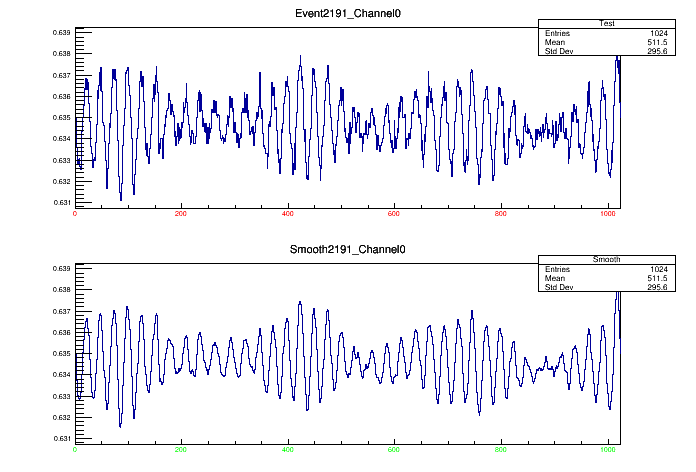 Event2191_Channel0
Test
Entries 1024
Mean 511.5
Std Dev 295.6
0.639
0.638
0.637
0.636
0.635
0.634
0.633
0.632
0.631
0 200 400 600 800 1000
Smooth2191_Channel0
Smooth
Entries 1024
Mean 511.5
Std Dev 295.6
0.639
0.638
0.637
0.636
0.635
0.634
0.633
0.632
0.631
0 200 400 600 800 1000